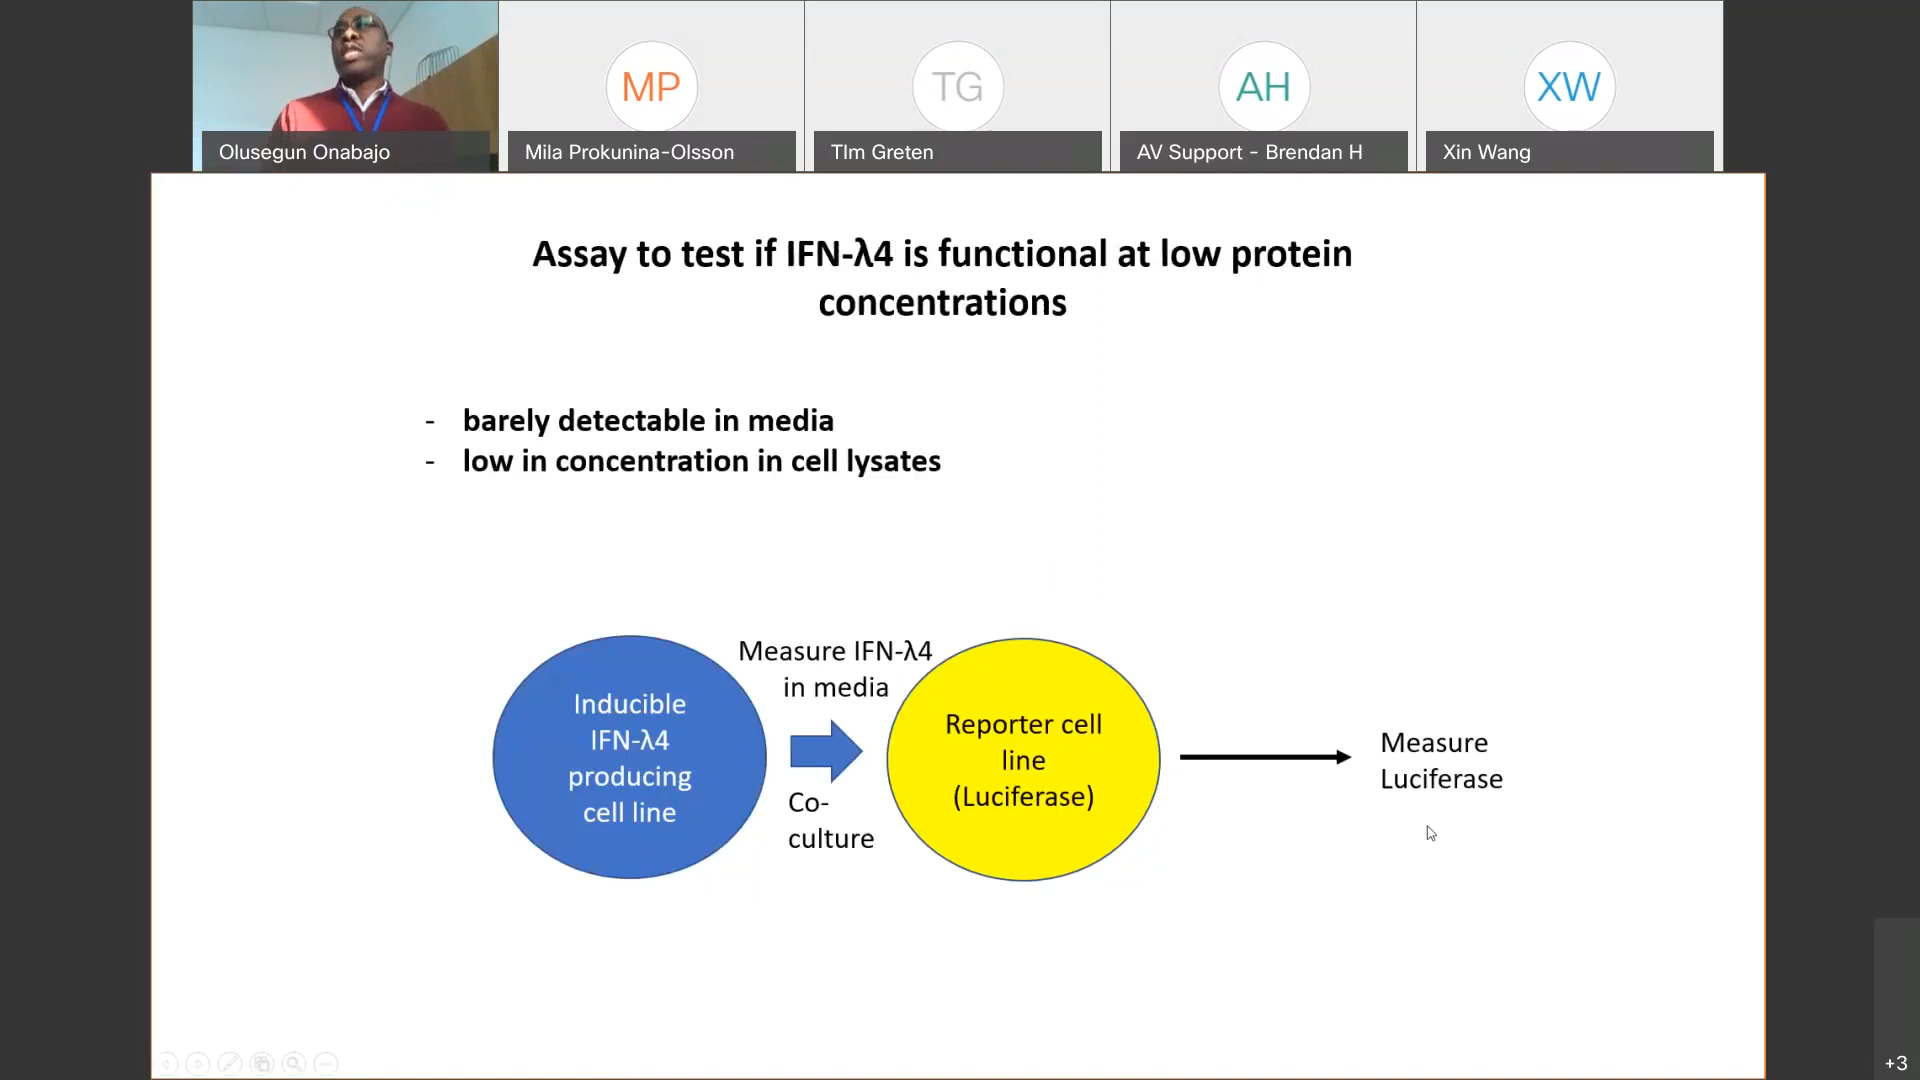 MP
TG
AH
XW
Olusegun Onabajo
Mila Prokunina-Olsson
TIm Greten
AV Support - Brendan H
Xin Wang
Assay to test if IFN-λ4 is functional at low protein
concentrations
- barely detectable in media
- low in concentration in cell lysates
Inducible
IFN-λ4
producing
cell line
Measure IFN-λ4
in media
Co-
culture
Reporter cell
line
(Luciferase)
Measure
Luciferase
+3